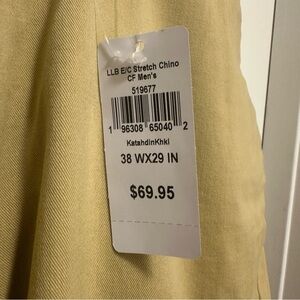 LLB E/C Stretch Chino
CF Men's
519677
1 96308 65040 2
KatahdinKhki
38 WX29 IN
$69.95